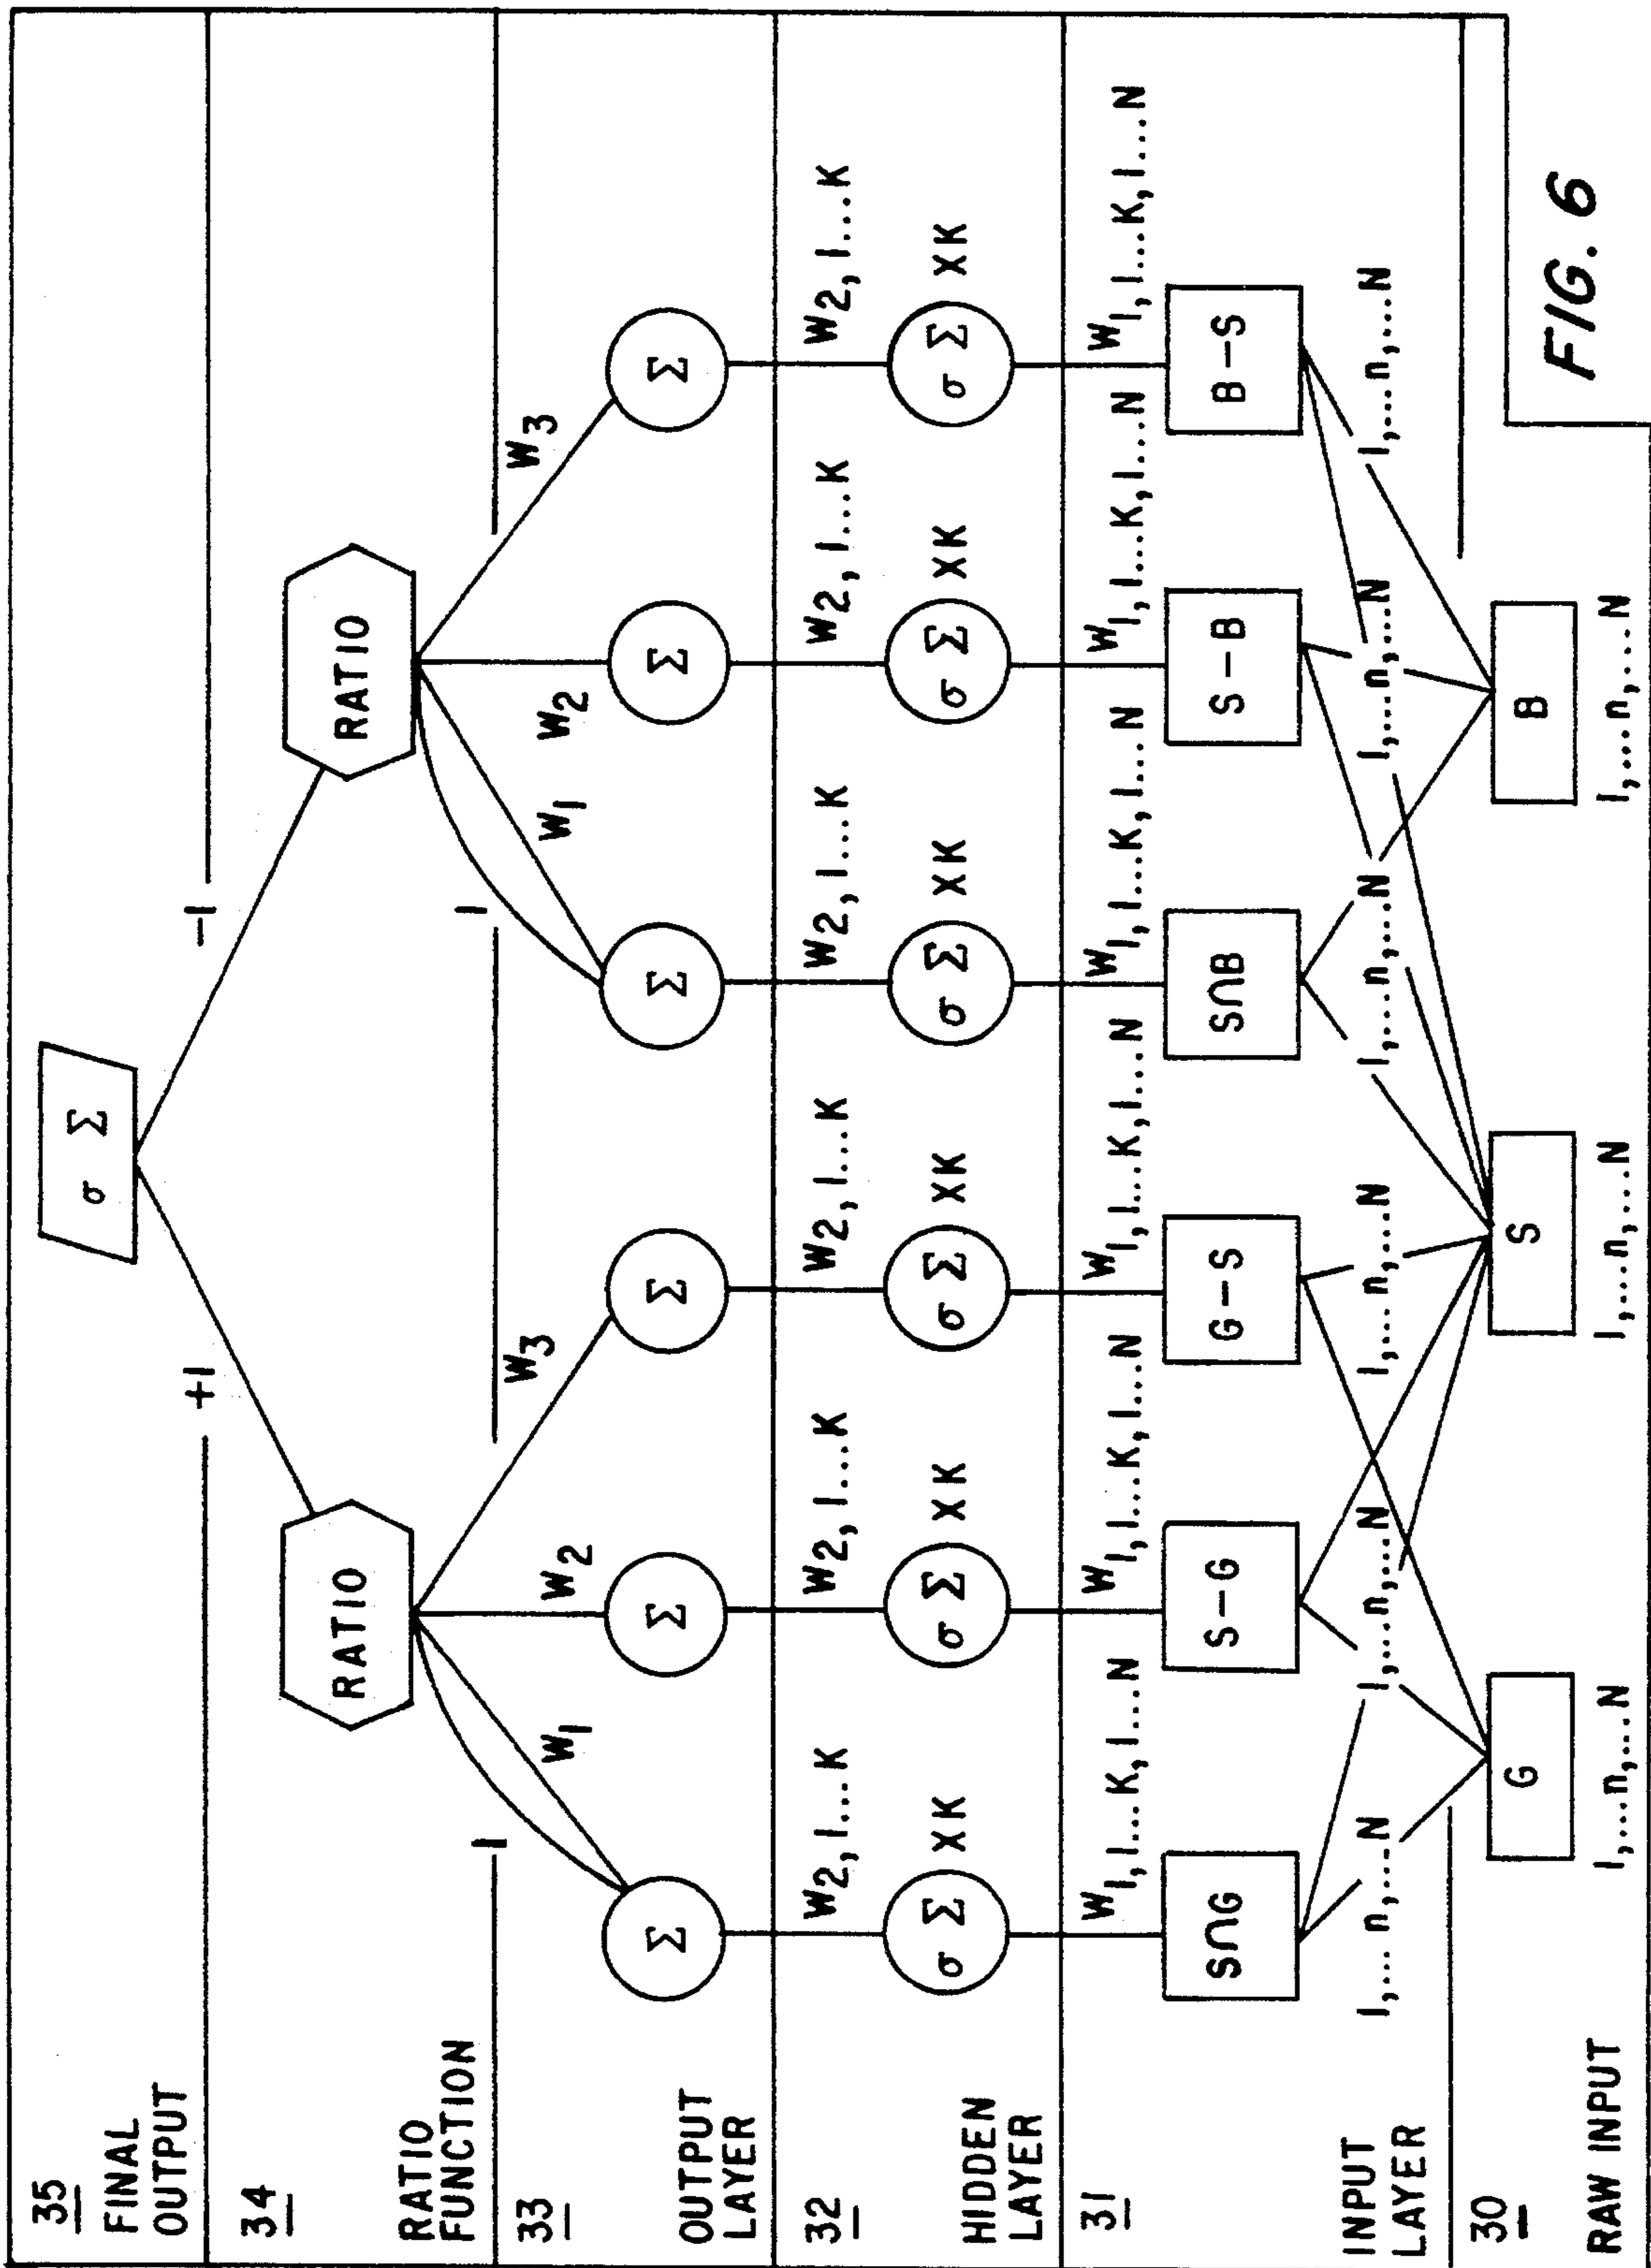 35
FINAL
OUTPUT
σ Σ
+1
-1
34
RATIO
FUNCTION
RATIO
RATIO
1
1
33
OUTPUT
LAYER
W1
W2
W3
W1
W2
W3
Σ
Σ
Σ
Σ
Σ
Σ
32
HIDDEN
LAYER
W2, 1...K
W2, 1...K
W2, 1...K
W2, 1...K
W2, 1...K
W2, 1...K
σ Σ XK
σ Σ XK
σ Σ XK
σ Σ XK
σ Σ XK
σ Σ XK
31
INPUT
LAYER
W1,1...K,1...N
W1,1...K,1...N
W1,1...K,1...N
W1,1...K,1...N
W1,1...K,1...N
W1,1...K,1...N
S∩G
S-G
G-S
S∩B
S-B
B-S
1,...n,...N
1,...n,...N
1,...n,...N
1,...n,...N
1,...n,...N
1,...n,...N
30
RAW INPUT
G
S
B
1,...n,...N
1,...n,...N
1,...n,...N
FIG. 6